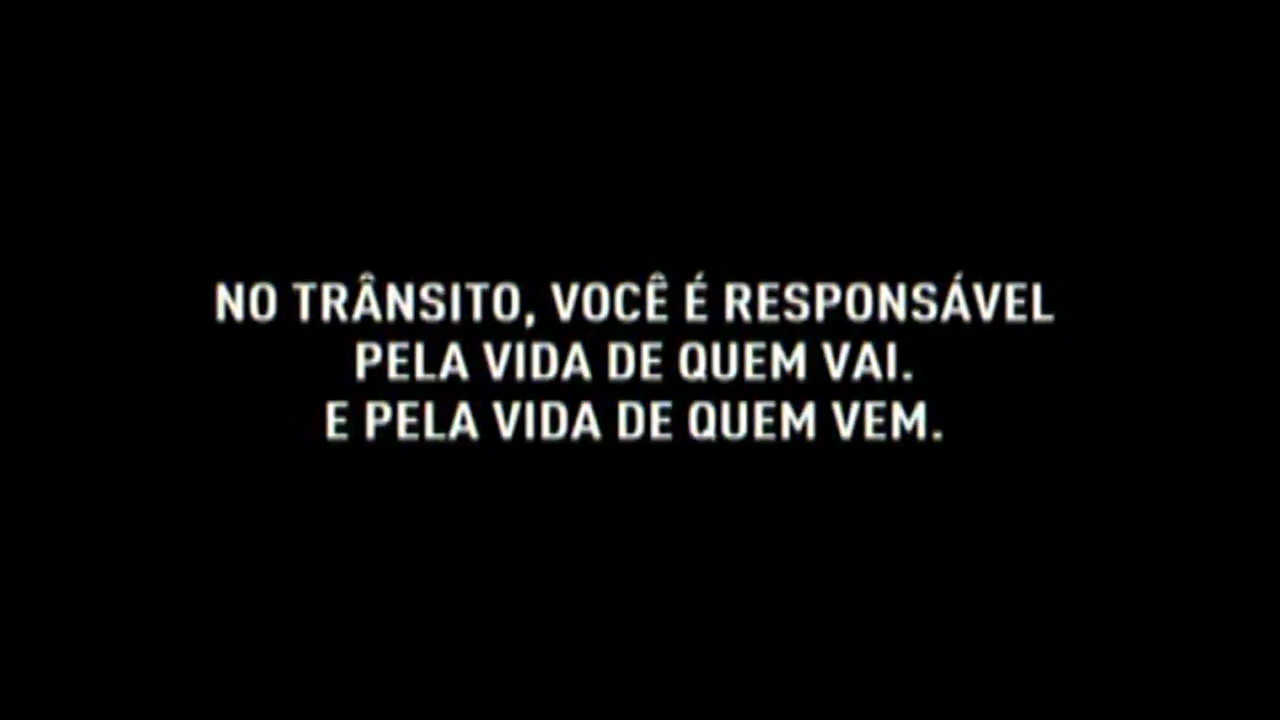 NO TRÂNSITO, VOCÊ É RESPONSÁVEL
PELA VIDA DE QUEM VAI.
E PELA VIDA DE QUEM VEM.